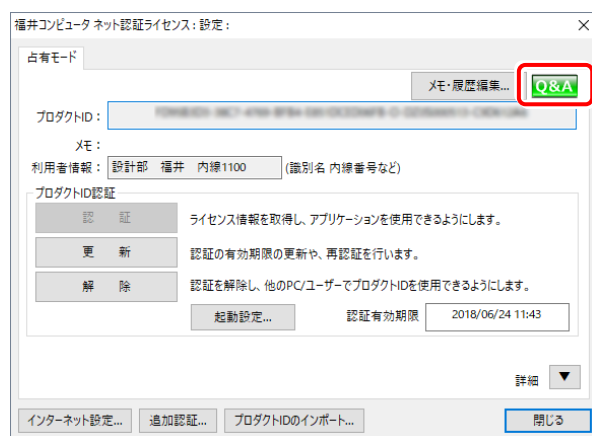 福井コンピュータ ネット認証ライセンス : 設定 :
占有モード
メモ・履歴編集... Q&A
プロダクトID :
メモ :
利用者情報 : 設計部 福井 内線1100 (識別名 内線番号など)
プロダクトID認証
認 証 ライセンス情報を取得し、アプリケーションを使用できるようにします。
更 新 認証の有効期限の更新や、再認証を行います。
解 除 認証を解除し、他のPC/ユーザーでプロダクトIDを使用できるようにします。
起動設定... 認証有効期限 2018/06/24 11:43
詳細 ▼
インターネット設定... 追加認証... プロダクトIDのインポート... 閉じる